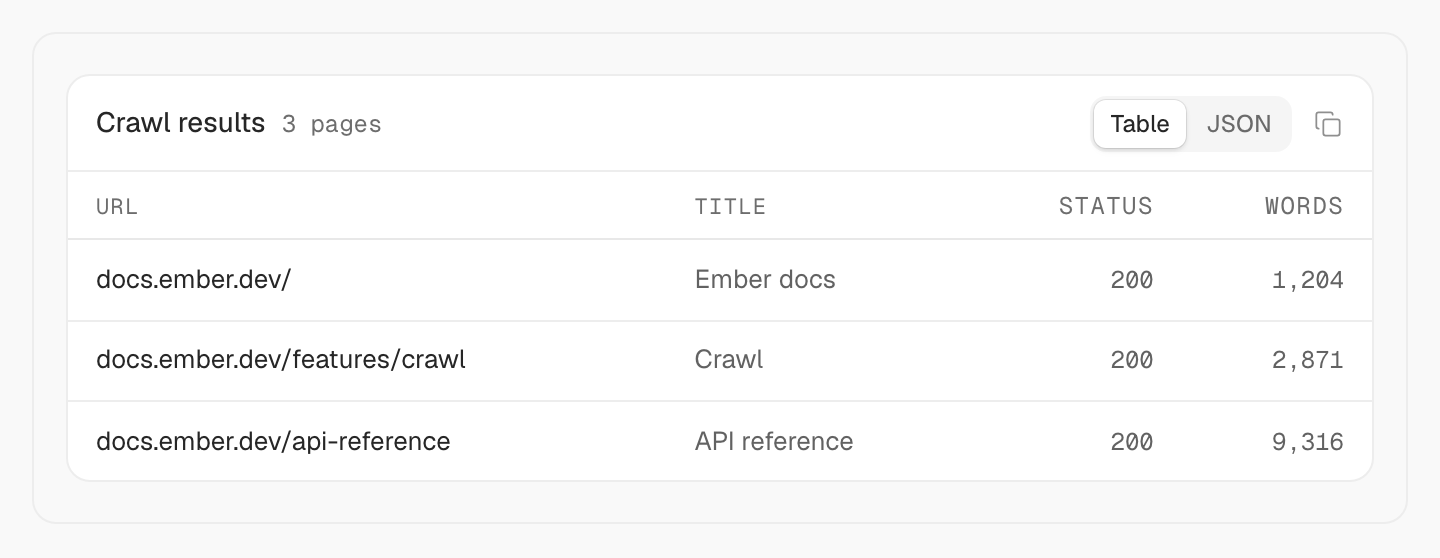 Crawl results 3 pages Table JSON
URL TITLE STATUS WORDS
docs.ember.dev/ Ember docs 200 1,204
docs.ember.dev/features/crawl Crawl 200 2,871
docs.ember.dev/api-reference API reference 200 9,316